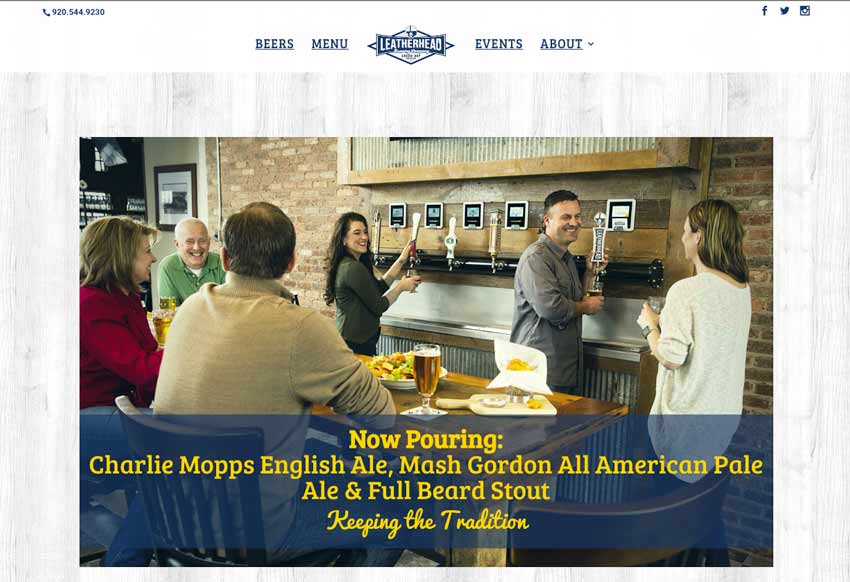 920.544.9230
BEERS
MENU
LEATHERHEAD
EVENTS
ABOUT
LEATHERHEAD
Now Pouring:
Charlie Mopps English Ale, Mash Gordon All American Pale
Ale & Full Beard Stout
Keeping the Tradition